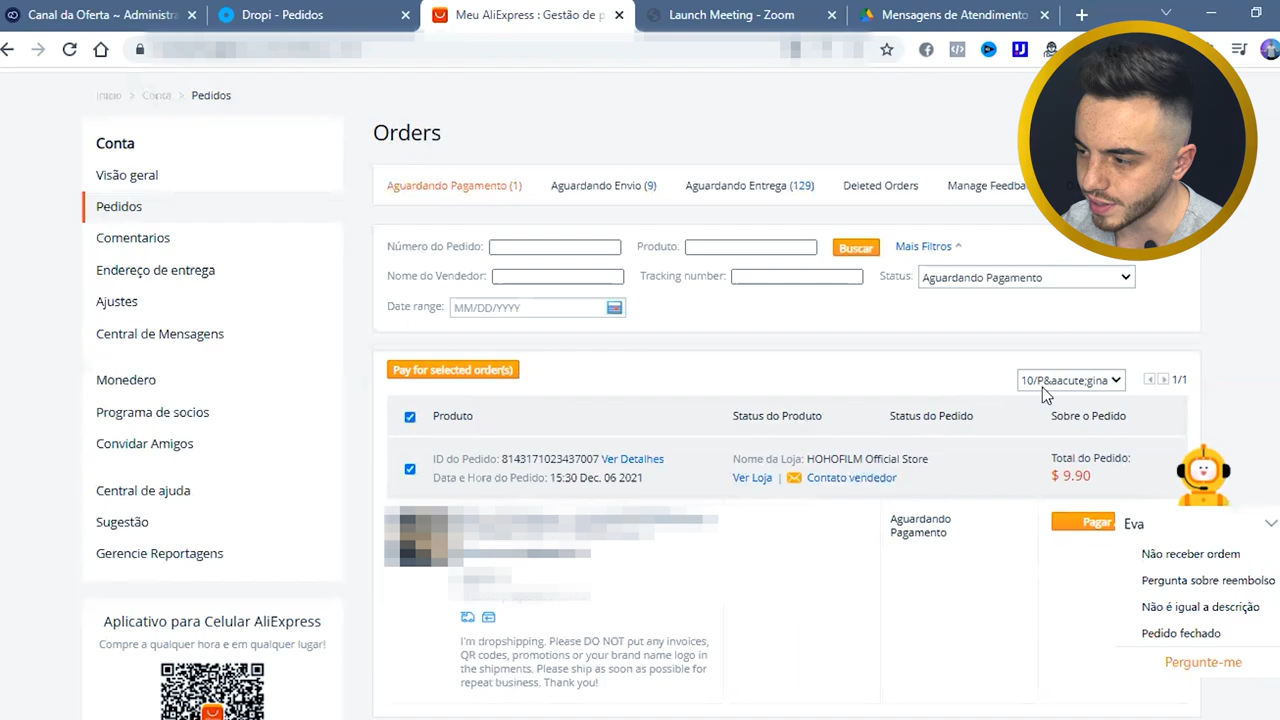 Canal da Oferta ~ Administra
Dropi - Pedidos
Meu AliExpress : Gestão de p
Launch Meeting - Zoom
Mensagens de Atendimento
Inicio > Conta > Pedidos
Conta
Visão geral
Pedidos
Comentarios
Endereço de entrega
Ajustes
Central de Mensagens
Monedero
Programa de socios
Convidar Amigos
Central de ajuda
Sugestão
Gerencie Reportagens
Aplicativo para Celular AliExpress
Compre a qualquer hora e em qualquer lugar!
Orders
Aguardando Pagamento (1) Aguardando Envio (9) Aguardando Entrega (129) Deleted Orders Manage Feedba
Número do Pedido: Produto: Buscar Mais Filtros
Nome do Vendedor: Tracking number: Status: Aguardando Pagamento
Date range: MM/DD/YYYY
Pay for selected order(s) 10/P&aacute;gina 1/1
Produto Status do Produto Status do Pedido Sobre o Pedido
ID do Pedido: 8143171023437007 Ver Detalhes
Data e Hora do Pedido: 15:30 Dec. 06 2021
Nome da Loja: HOHOFILM Official Store
Ver Loja | Contato vendedor
Total do Pedido:
$ 9.90
Aguardando
Pagamento
Pagar
I'm dropshipping. Please DO NOT put any invoices,
QR codes, promotions or your brand name logo in
the shipments. Please ship as soon as possible for
repeat business. Thank you!
Eva
Não receber ordem
Pergunta sobre reembolso
Não é igual a descrição
Pedido fechado
Pergunte-me